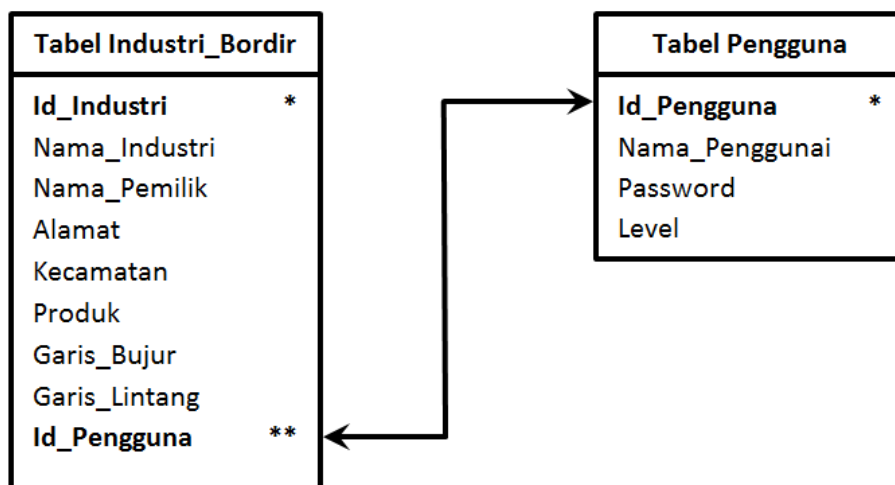 Tabel Industri_Bordir
Id_Industri *
Nama_Industri
Nama_Pemilik
Alamat
Kecamatan
Produk
Garis_Bujur
Garis_Lintang
Id_Pengguna **
Tabel Pengguna
Id_Pengguna *
Nama_Penggunai
Password
Level